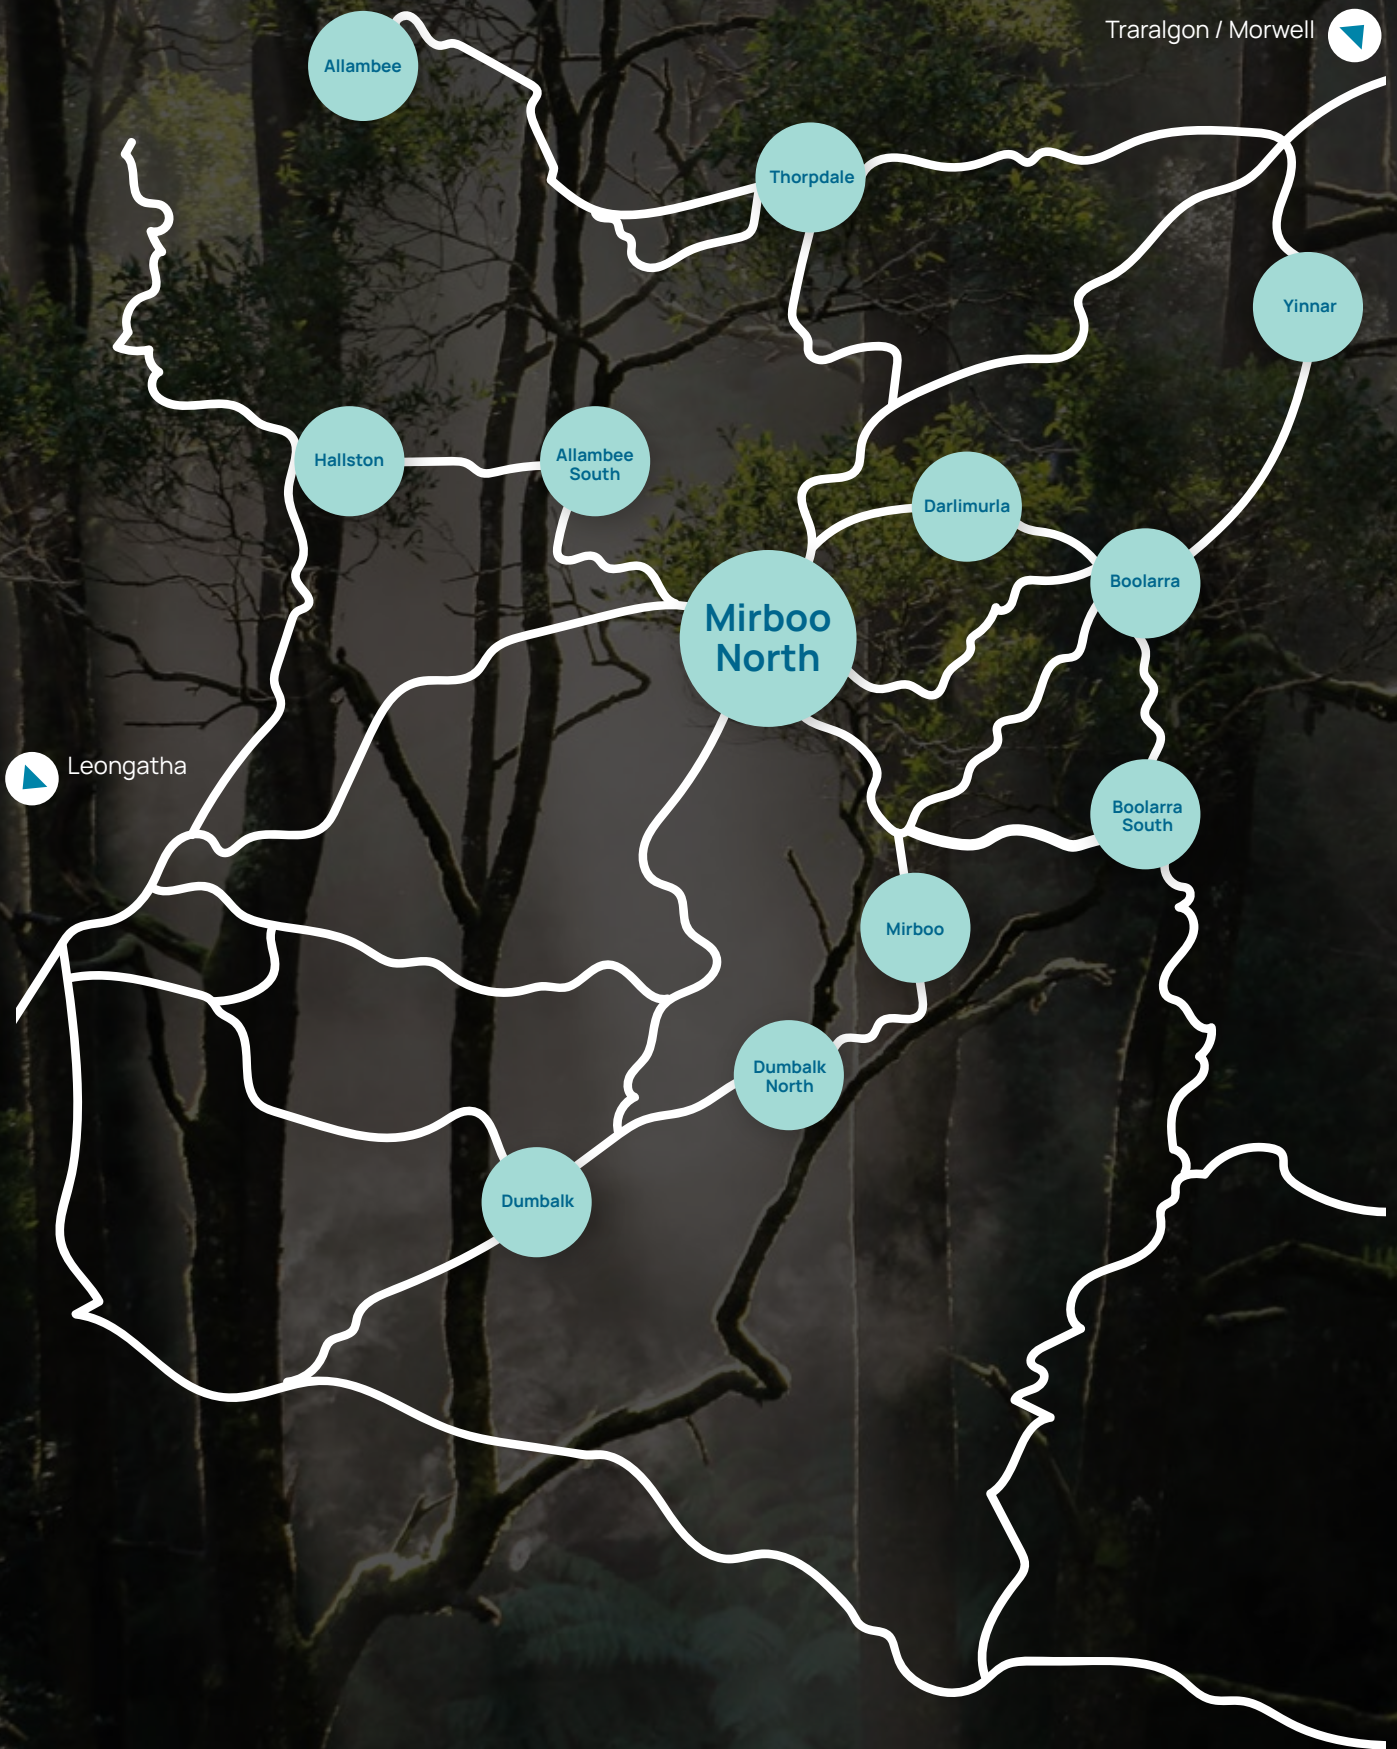 Traralgon / Morwell
Allambee
Thorpdale
Yinnar
Hallston
Allambee
South
Darlimurla
Boolarra
Mirboo
North
Leongatha
Boolarra
South
Mirboo
Dumbalk
North
Dumbalk